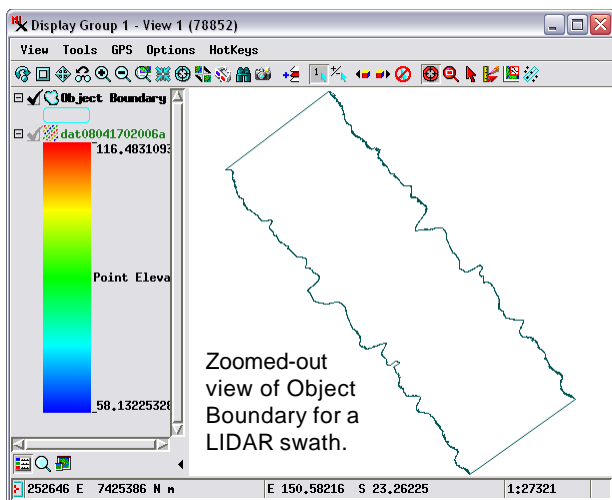 Display Group 1 - View 1 (78852)
View Tools GPS Options HotKeys
1
Object Boundary
dat08041702006a
116.4831093
Point Eleva
58.13225328
Zoomed-out
view of Object
Boundary for a
LIDAR swath.
252646 E 7425386 N m E 150.58216 S 23.26225 1:27321